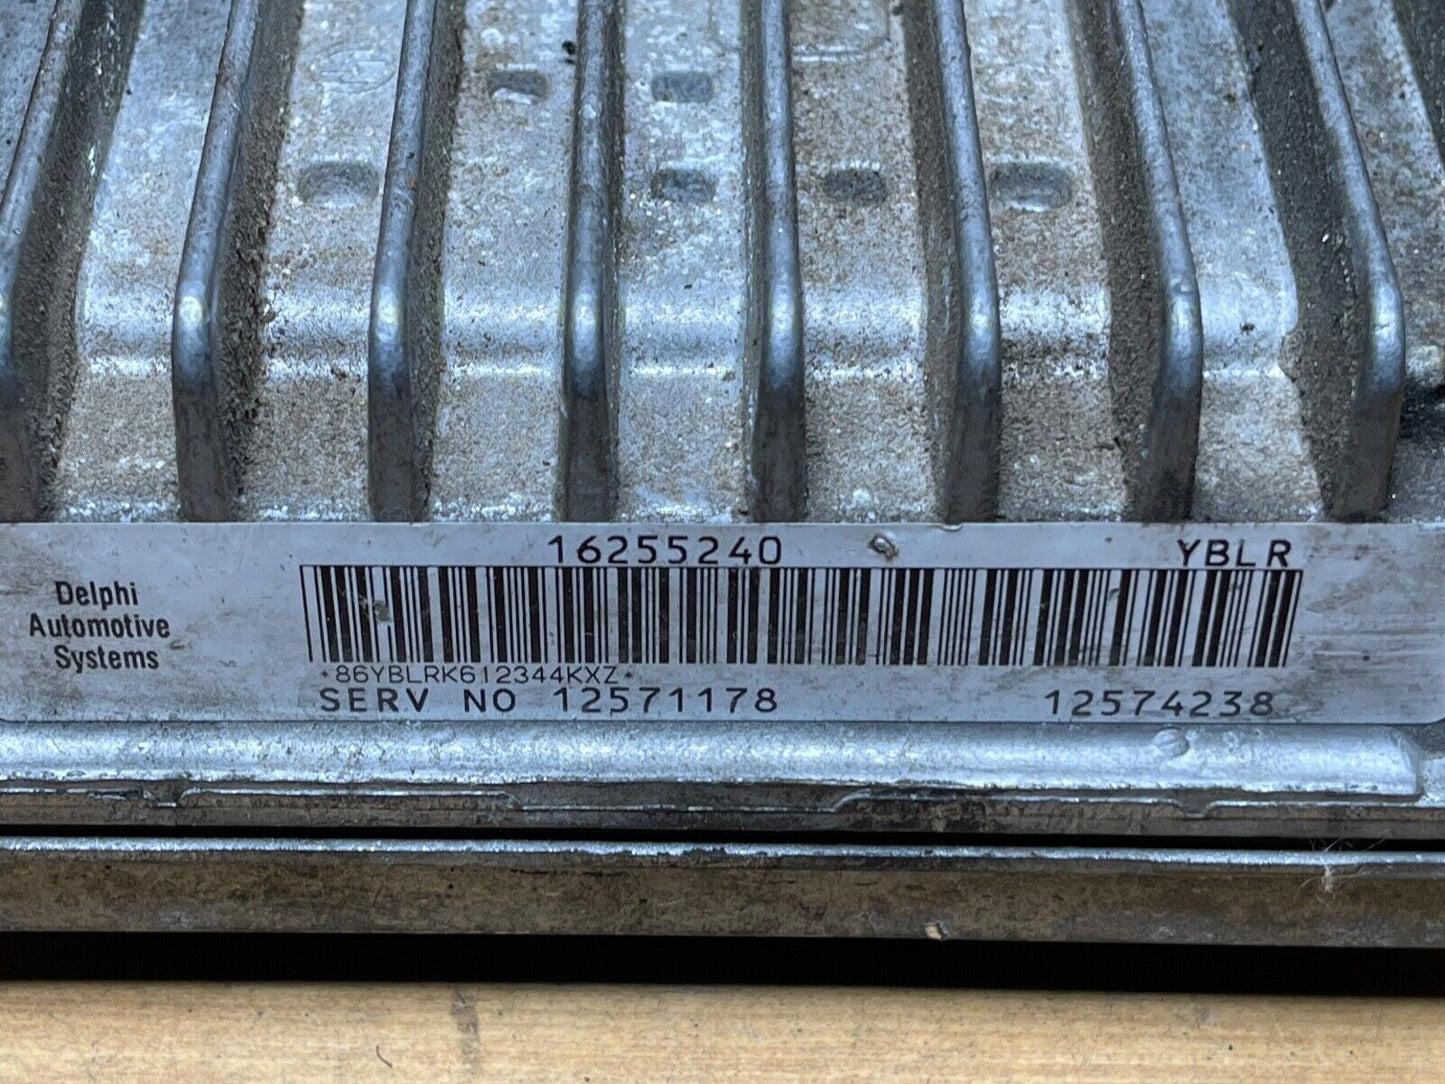 16255240 YBLR
Delphi
Automotive
Systems
*86YBLRK612344KXZ*
SERV NO 12571178 12574238